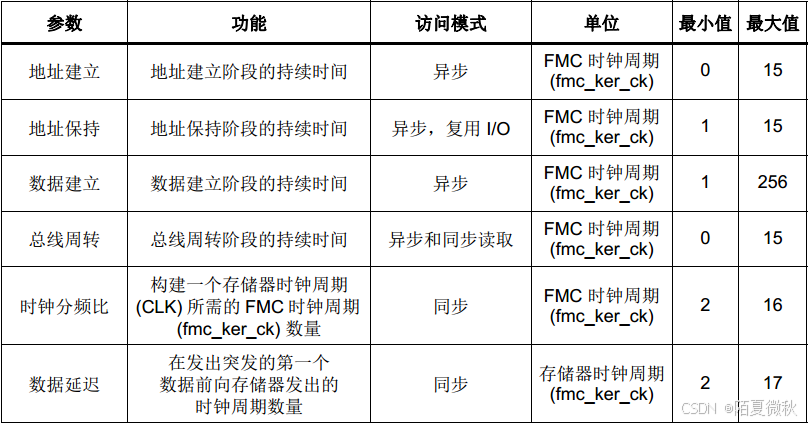 参数 功能 访问模式 单位 最小值 最大值
地址建立 地址建立阶段的持续时间 异步 FMC 时钟周期
(fmc_ker_ck) 0 15
地址保持 地址保持阶段的持续时间 异步，复用 I/O FMC 时钟周期
(fmc_ker_ck) 1 15
数据建立 数据建立阶段的持续时间 异步 FMC 时钟周期
(fmc_ker_ck) 1 256
总线周转 总线周转阶段的持续时间 异步和同步读取 FMC 时钟周期
(fmc_ker_ck) 0 15
时钟分频比 构建一个存储器时钟周期
(CLK) 所需的 FMC 时钟周期
(fmc_ker_ck) 数量 同步 FMC 时钟周期
(fmc_ker_ck) 2 16
数据延迟 在发出突发的第一个
数据前向存储器发出的
时钟周期数量 同步 存储器时钟周期
(fmc_ker_ck) 2 17
CSDN @陌夏微秋